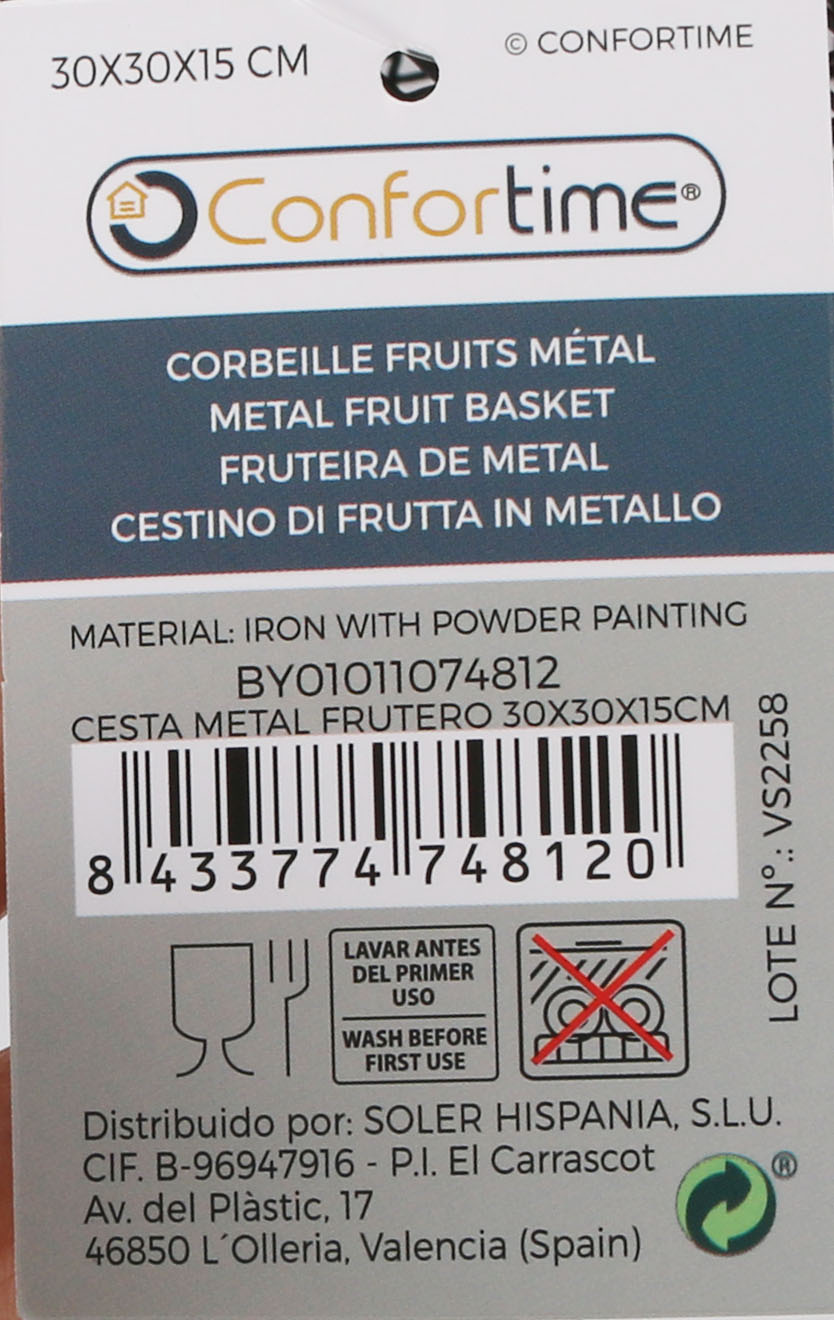 30X30X15 CM
© CONFORTIME
Confortime®
CORBEILLE FRUITS MÉTAL
METAL FRUIT BASKET
FRUTEIRA DE METAL
CESTINO DI FRUTTA IN METALLO
MATERIAL: IRON WITH POWDER PAINTING
BY01011074812
CESTA METAL FRUTERO 30X30X15CM
8 433774 748120
LOTE Nº.: VS2258
LAVAR ANTES
DEL PRIMER
USO
WASH BEFORE
FIRST USE
Distribuido por: SOLER HISPANIA, S.L.U.
CIF. B-96947916 - P.I. El Carrascot
Av. del Plàstic, 17
46850 L´Olleria, Valencia (Spain)
®